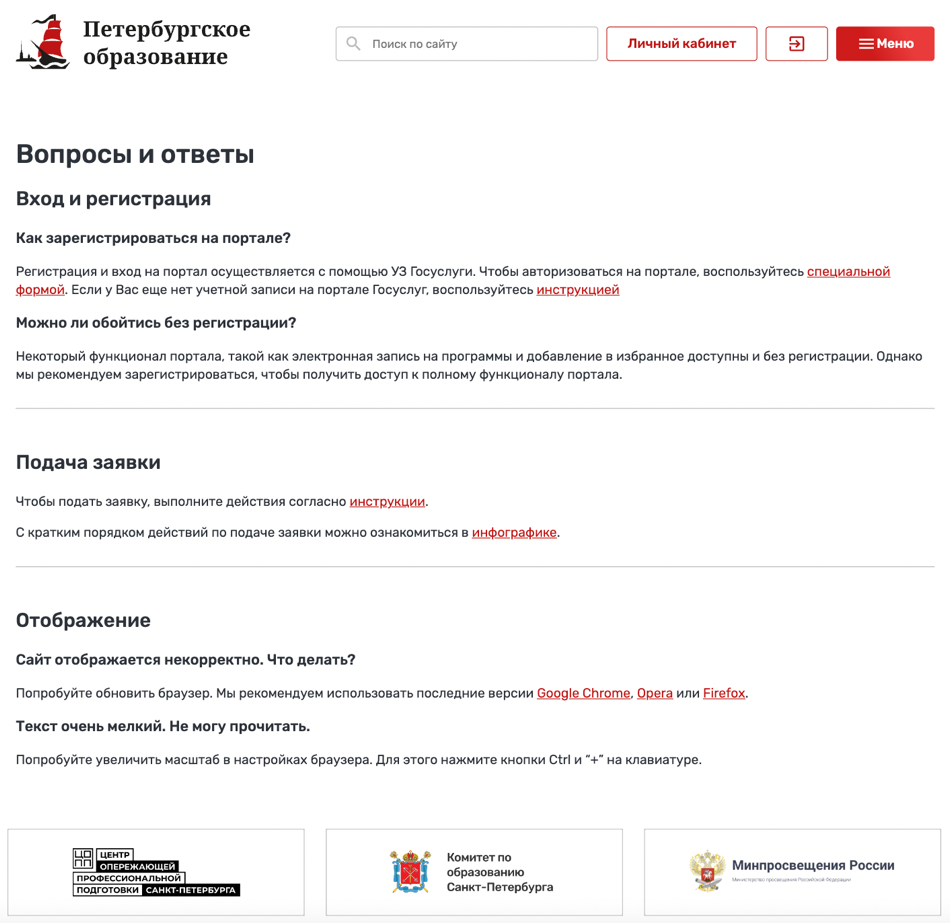 Петербургское
образование
Поиск по сайту
Личный кабинет
Меню
Вопросы и ответы
Вход и регистрация
Как зарегистрироваться на портале?
Регистрация и вход на портал осуществляется с помощью УЗ Госуслуги. Чтобы авторизоваться на портале, воспользуйтесь специальной
формой. Если у Вас еще нет учетной записи на портале Госуслуг, воспользуйтесь инструкцией
Можно ли обойтись без регистрации?
Некоторый функционал портала, такой как электронная запись на программы и добавление в избранное доступны и без регистрации. Однако
мы рекомендуем зарегистрироваться, чтобы получить доступ к полному функционалу портала.
Подача заявки
Чтобы подать заявку, выполните действия согласно инструкции.
С кратким порядком действий по подаче заявки можно ознакомиться в инфографике.
Отображение
Сайт отображается некорректно. Что делать?
Попробуйте обновить браузер. Мы рекомендуем использовать последние версии Google Chrome, Opera или Firefox.
Текст очень мелкий. Не могу прочитать.
Попробуйте увеличить масштаб в настройках браузера. Для этого нажмите кнопки Ctrl и “+” на клавиатуре.
ЦОПП
ЦЕНТР
ОПЕРЕЖАЮЩЕЙ
ПРОФЕССИОНАЛЬНОЙ
ПОДГОТОВКИ САНКТ-ПЕТЕРБУРГА
Комитет по
образованию
Санкт-Петербурга
Минпросвещения России
Министерство просвещения Российской Федерации